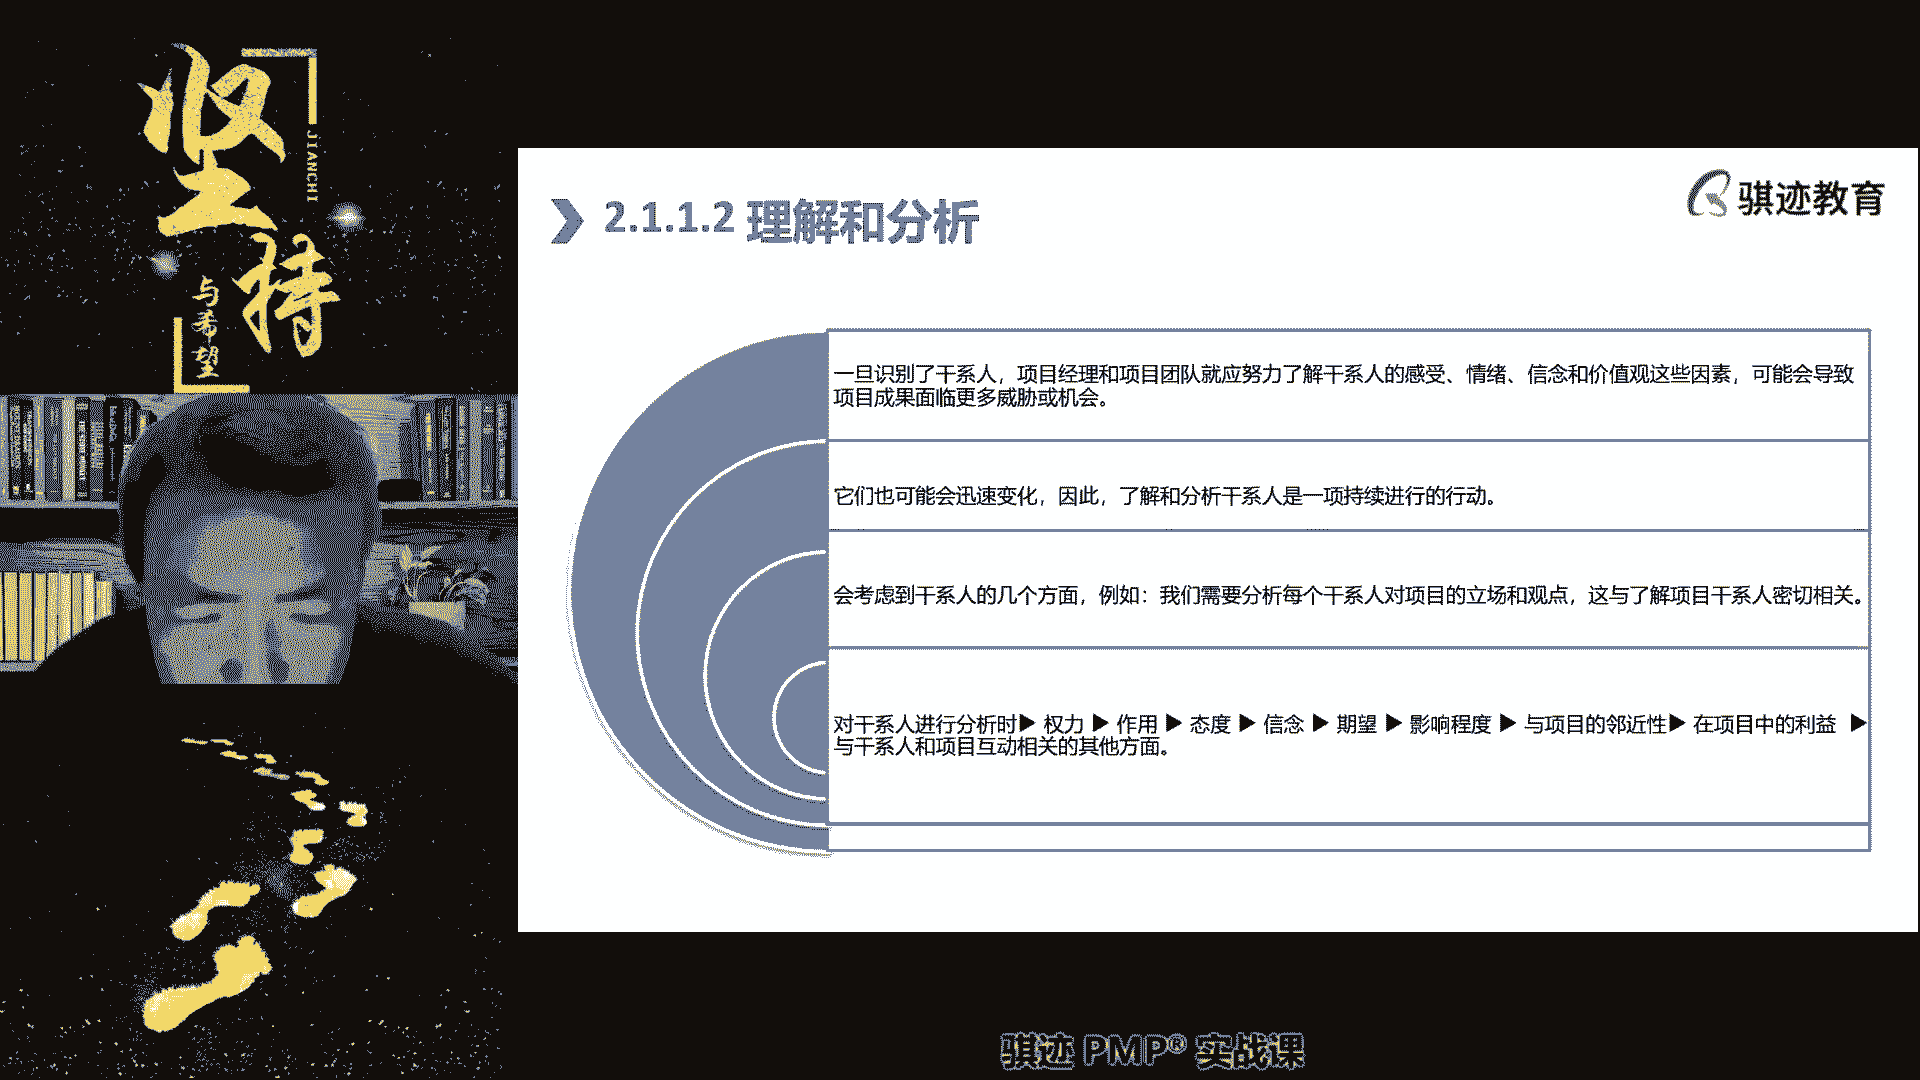 坚持
JIANCHI
与希望
骐迹教育
2.1.1.2 理解和分析
一旦识别了干系人，项目经理和项目团队就应努力了解干系人的感受、情绪、信念和价值观这些因素，可能会导致
项目成果面临更多威胁或机会。
它们也可能会迅速变化，因此，了解和分析干系人是一项持续进行的行动。
会考虑到干系人的几个方面，例如：我们需要分析每个干系人对项目的立场和观点，这与了解项目干系人密切相关。
对干系人进行分析时▶ 权力 ▶ 作用 ▶ 态度 ▶ 信念 ▶ 期望 ▶ 影响程度 ▶ 与项目的邻近性▶ 在项目中的利益 ▶
与干系人和项目互动相关的其他方面。
骐迹 PMP® 实战课